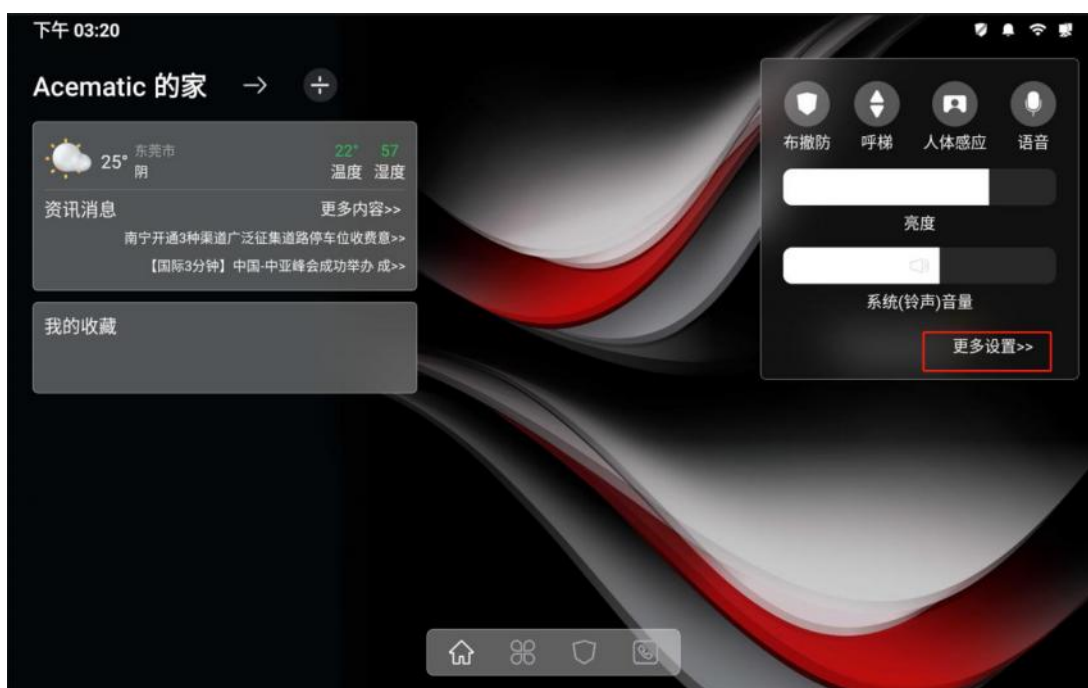 下午 03:20
Acematic 的家
25° 东莞市 阴
22° 57
温度 湿度
资讯消息 更多内容>>
南宁开通3种渠道广泛征集道路停车位收费意>>
【国际3分钟】中国-中亚峰会成功举办 成>>
我的收藏
布撤防 呼梯 人体感应 语音
亮度
系统(铃声)音量
更多设置>>